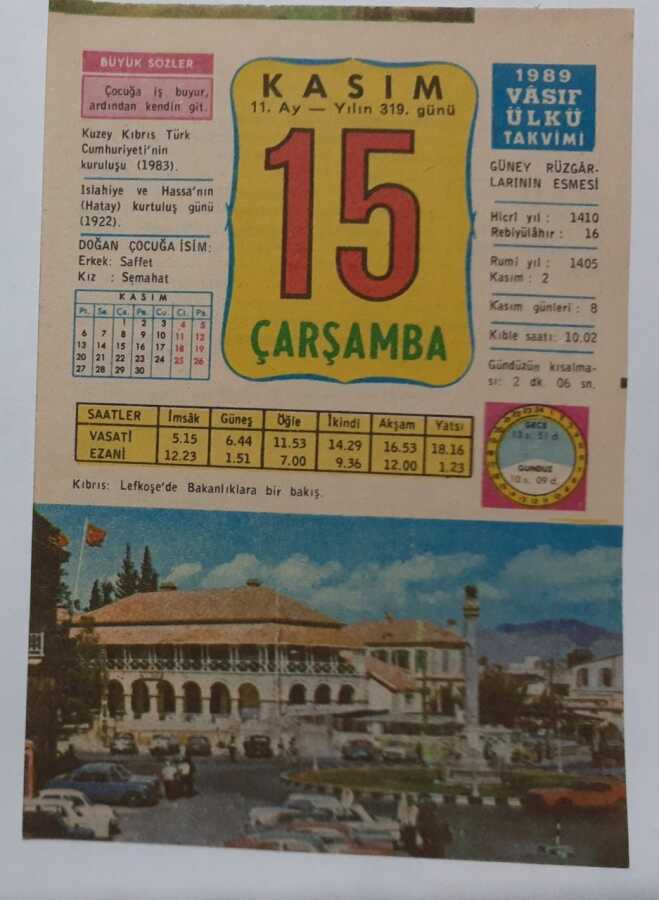 BÜYÜK SÖZLER
Çocuğa iş buyur,
ardından kendin git.
Kuzey Kıbrıs Türk
Cumhuriyeti'nin
kuruluşu (1983).
Islahiye ve Hassa'nın
(Hatay) kurtuluş günü
(1922).
DOĞAN ÇOCUĞA İSİM:
Erkek: Saffet
Kız : Semahat
KASIM
Pt. Sa. Ça. Pe. Cu. Ct. Pa.
1 2 3 4 5
6 7 8 9 10 11 12
13 14 15 16 17 18 19
20 21 22 23 24 25 26
27 28 29 30
KASIM
11. Ay — Yılın 319. günü
15
ÇARŞAMBA
1989
VÂSIF
ÜLKÜ
TAKVİMİ
GÜNEY RÜZGÂR-
LARININ ESMESİ
Hicrî yıl : 1410
Rebiyülâhır : 16
Rumi yıl : 1405
Kasım : 2
Kasım günleri : 8
Kıble saati: 10.02
Gündüzün kısalma-
sı: 2 dk. 06 sn.
SAATLER İmsâk Güneş Öğle İkindi Akşam Yatsı
VASATİ 5.15 6.44 11.53 14.29 16.53 18.16
EZANİ 12.23 1.51 7.00 9.36 12.00 1.23
GECE
13 s. 51 d.
GÜNDÜZ
10 s. 09 d.
Kıbrıs: Lefkoşe'de Bakanlıklara bir bakış.